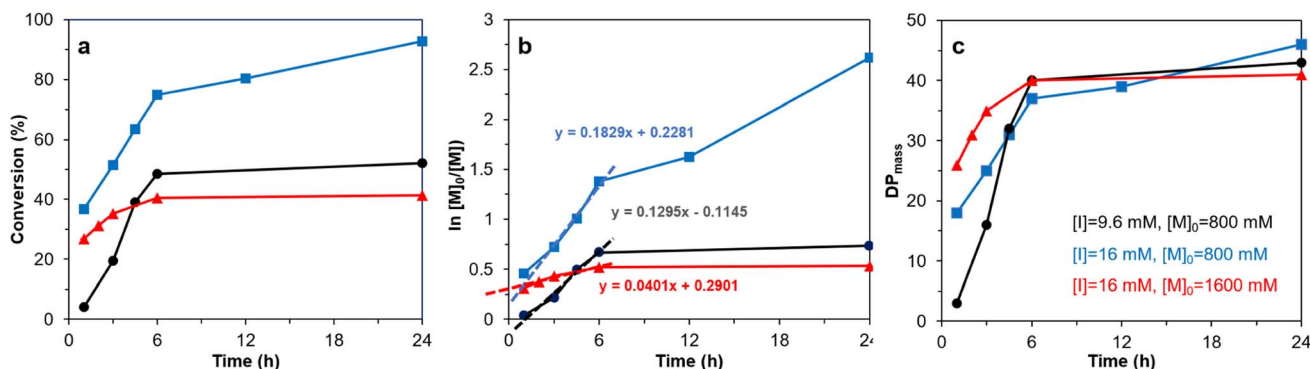 a
Conversion (%)
100
80
60
40
20
0
0 6 12 18 24
Time (h)
b
ln [M]₀/[M]
3
2.5
2
1.5
1
0.5
0
y = 0.1829x + 0.2281
y = 0.1295x - 0.1145
y = 0.0401x + 0.2901
0 6 12 18 24
Time (h)
c
DPmass
50
40
30
20
10
0
[I]=9.6 mM, [M]₀=800 mM
[I]=16 mM, [M]₀=800 mM
[I]=16 mM, [M]₀=1600 mM
0 6 12 18 24
Time (h)